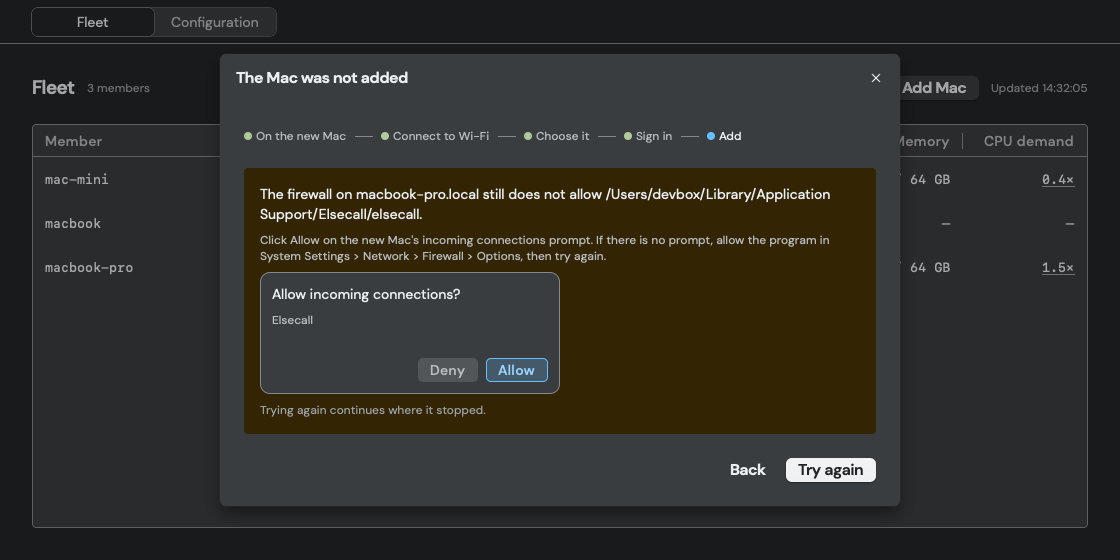 Fleet
Configuration
Fleet
3 members
Add Mac
Updated 14:32:05
The Mac was not added
×
On the new Mac
Connect to Wi-Fi
Choose it
Sign in
Add
Member
Memory
CPU demand
mac-mini
64 GB
0.4×
macbook
—
—
macbook-pro
64 GB
1.5×
The firewall on macbook-pro.local still does not allow /Users/devbox/Library/Application
Support/Elsecall/elsecall.
Click Allow on the new Mac's incoming connections prompt. If there is no prompt, allow the program in
System Settings > Network > Firewall > Options, then try again.
Allow incoming connections?
Elsecall
Deny
Allow
Trying again continues where it stopped.
Back
Try again